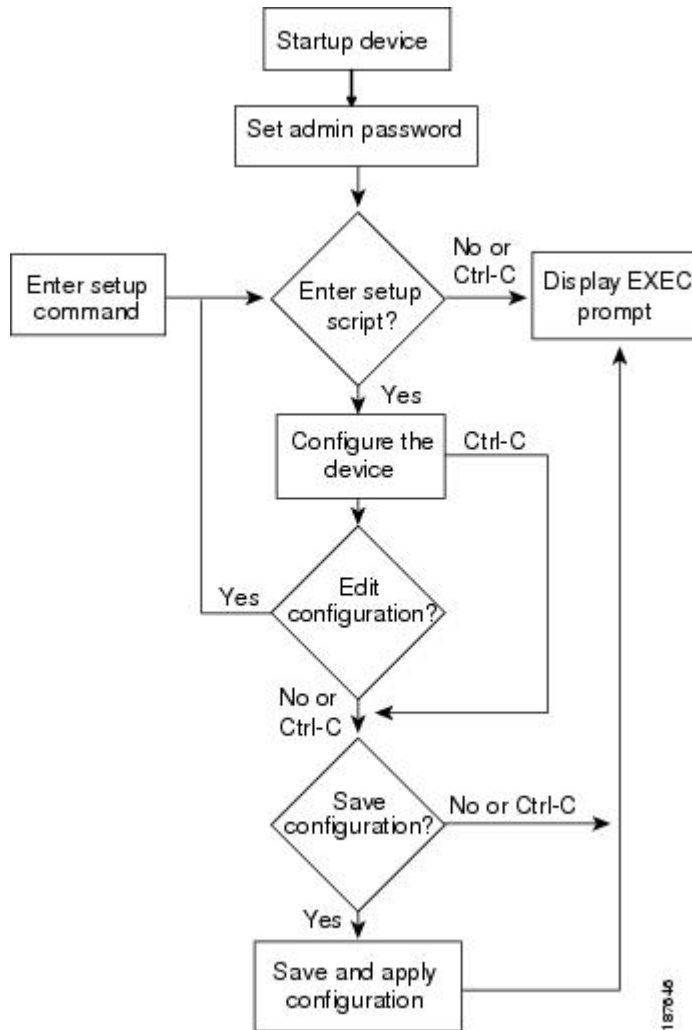 Startup device
Set admin password
No or
Ctrl-C
Enter setup
command
Enter setup
script?
Display EXEC
prompt
Yes
Configure the
device
Ctrl-C
Yes
Edit
configuration?
No or
Ctrl-C
Save
configuration?
No or Ctrl-C
Yes
Save and apply
configuration
187646